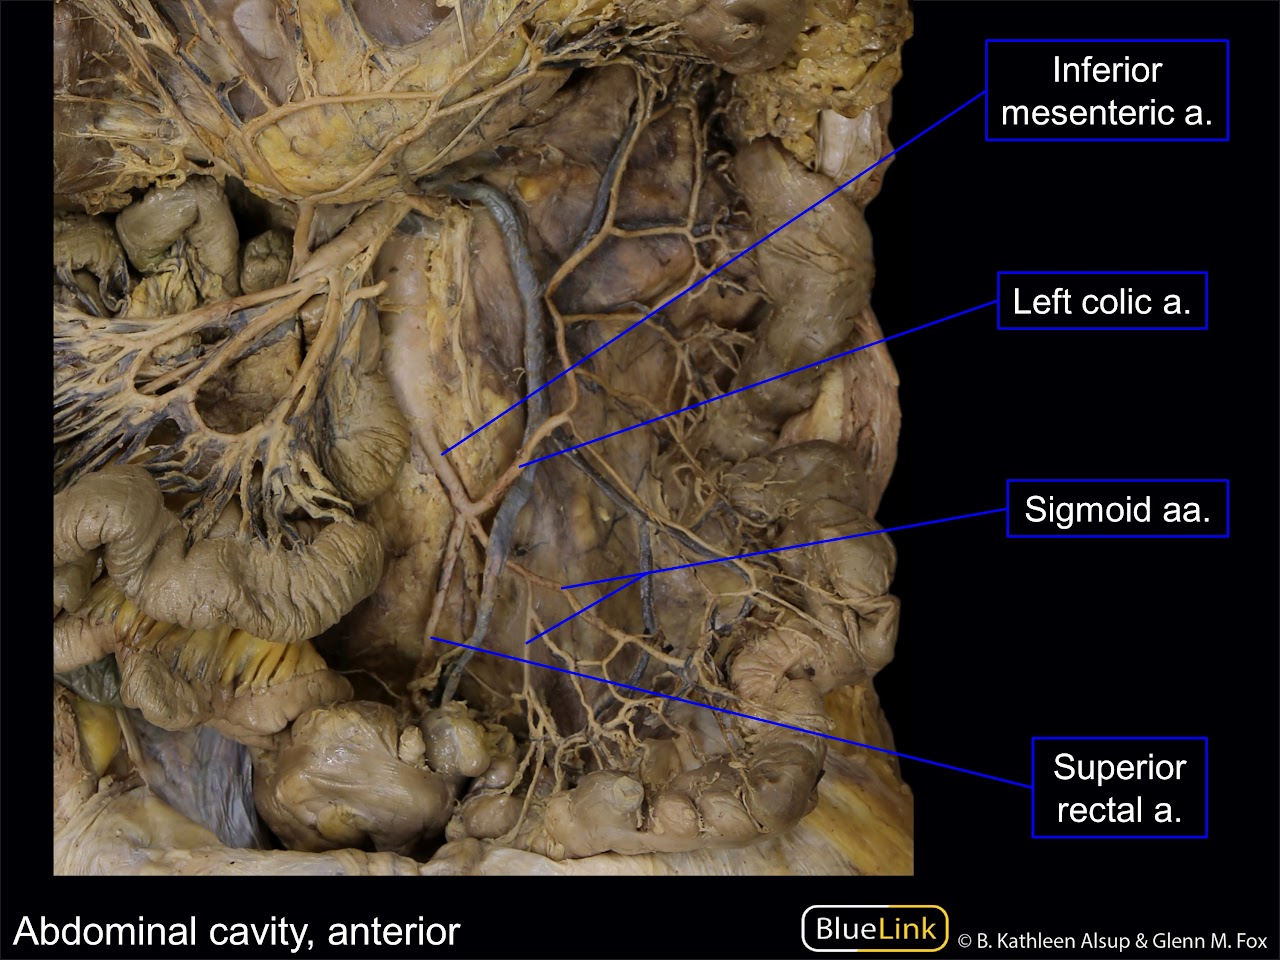 Inferior
mesenteric a.
Left colic a.
Sigmoid aa.
Superior
rectal a.
Abdominal cavity, anterior
BlueLink
© B. Kathleen Alsup & Glenn M. Fox